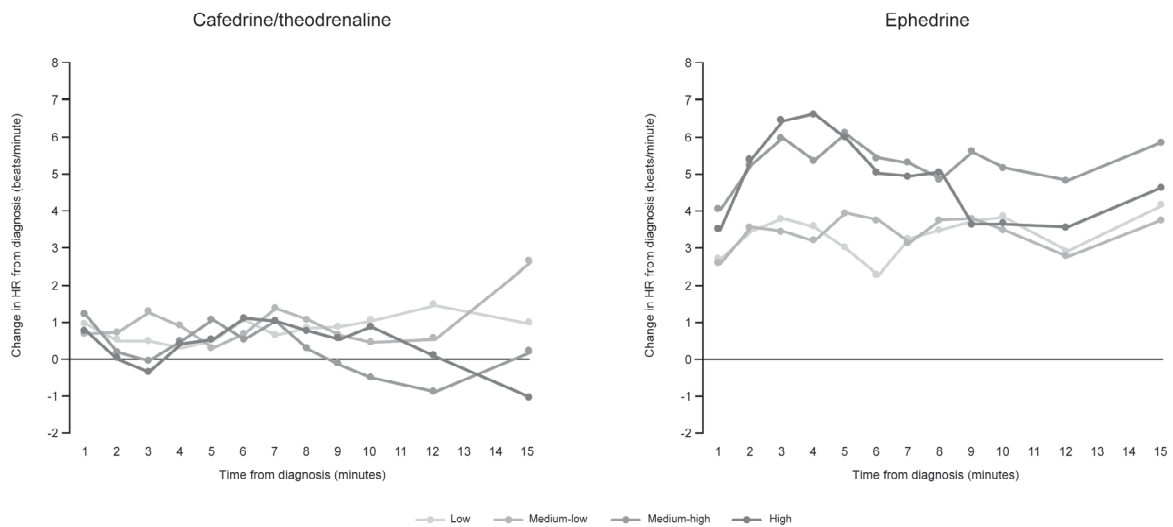 Cafedrine/theodrenaline
Change in HR from diagnosis (beats/minute)
8
7
6
5
4
3
2
1
0
-1
-2
1 2 3 4 5 6 7 8 9 10 11 12 13 14 15
Time from diagnosis (minutes)
Ephedrine
Change in HR from diagnosis (beats/minute)
8
7
6
5
4
3
2
1
0
-1
-2
1 2 3 4 5 6 7 8 9 10 11 12 13 14 15
Time from diagnosis (minutes)
Low Medium-low Medium-high High